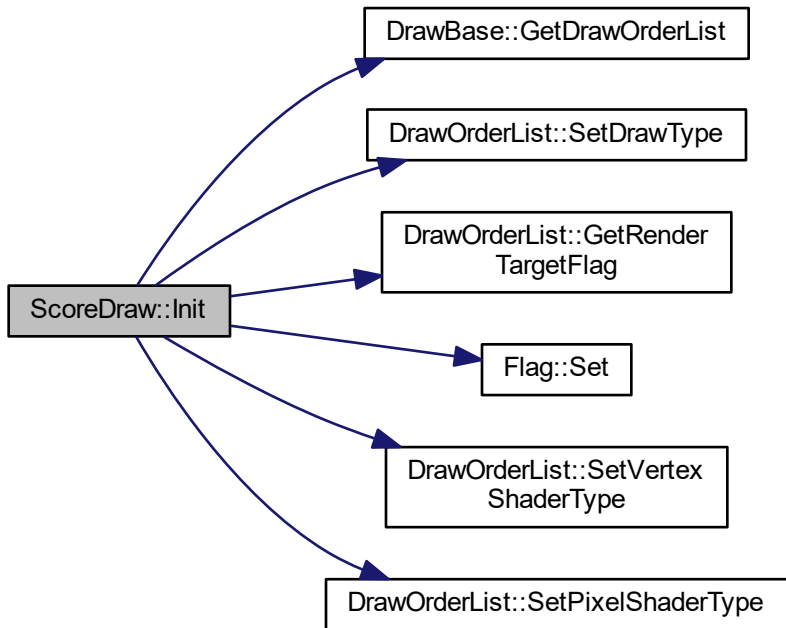 DrawBase::GetDrawOrderList
DrawOrderList::SetDrawType
DrawOrderList::GetRender
TargetFlag
ScoreDraw::Init
Flag::Set
DrawOrderList::SetVertex
ShaderType
DrawOrderList::SetPixelShaderType